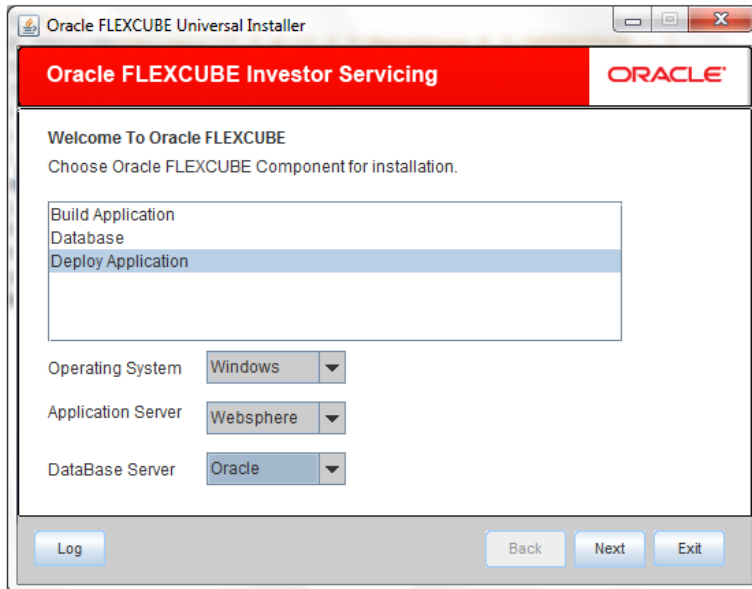 Oracle FLEXCUBE Universal Installer
Oracle FLEXCUBE Investor Servicing
ORACLE
Welcome To Oracle FLEXCUBE
Choose Oracle FLEXCUBE Component for installation.
Build Application
Database
Deploy Application
Operating System Windows
Application Server Websphere
DataBase Server Oracle
Log Back Next Exit